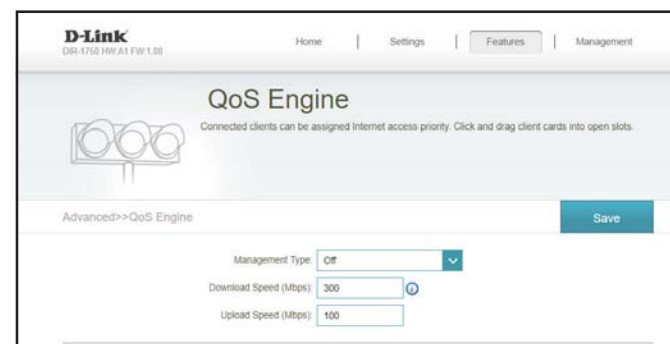 D-Link
DIR-1750 HW:A1 FW:1.00
Home | Settings | Features | Management
QoS Engine
Connected clients can be assigned Internet access priority. Click and drag client cards into open slots.
Advanced>>QoS Engine
Save
Management Type: Off
Download Speed (Mbps): 300
Upload Speed (Mbps): 100